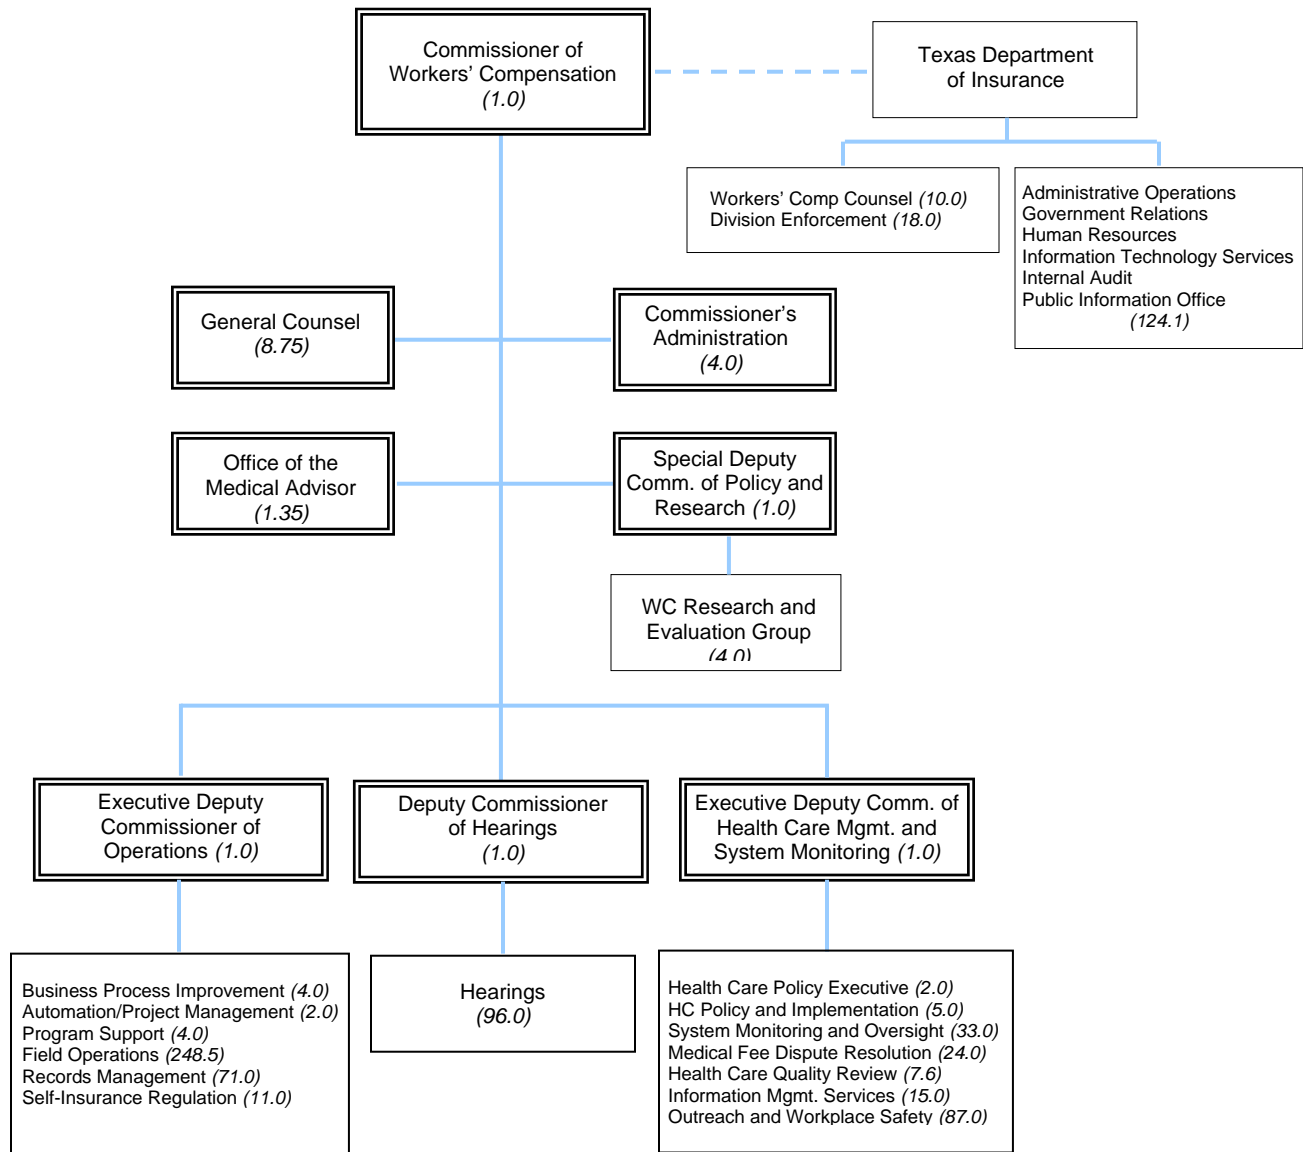 Commissioner of
Workers' Compensation
(1.0)
Texas Department
of Insurance
Workers' Comp Counsel (10.0)
Division Enforcement (18.0)
Administrative Operations
Government Relations
Human Resources
Information Technology Services
Internal Audit
Public Information Office
(124.1)
General Counsel
(8.75)
Commissioner's
Administration
(4.0)
Office of the
Medical Advisor
(1.35)
Special Deputy
Comm. of Policy and
Research (1.0)
WC Research and
Evaluation Group
(4.0)
Executive Deputy
Commissioner of
Operations (1.0)
Deputy Commissioner
of Hearings
(1.0)
Executive Deputy Comm. of
Health Care Mgmt. and
System Monitoring (1.0)
Business Process Improvement (4.0)
Automation/Project Management (2.0)
Program Support (4.0)
Field Operations (248.5)
Records Management (71.0)
Self-Insurance Regulation (11.0)
Hearings
(96.0)
Health Care Policy Executive (2.0)
HC Policy and Implementation (5.0)
System Monitoring and Oversight (33.0)
Medical Fee Dispute Resolution (24.0)
Health Care Quality Review (7.6)
Information Mgmt. Services (15.0)
Outreach and Workplace Safety (87.0)